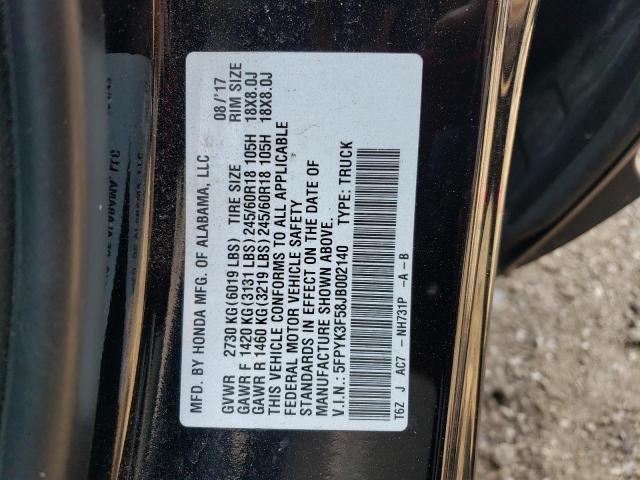 MFD. BY HONDA MFG. OF ALABAMA, LLC 08/'17
GVWR 2730 KG(6019 LBS) TIRE SIZE RIM SIZE
GAWR F 1420 KG(3131 LBS) 245/60R18 105H 18X8.0J
GAWR R 1460 KG(3219 LBS) 245/60R18 105H 18X8.0J
THIS VEHICLE CONFORMS TO ALL APPLICABLE
FEDERAL MOTOR VEHICLE SAFETY
STANDARDS IN EFFECT ON THE DATE OF
MANUFACTURE SHOWN ABOVE.
V.I.N.: 5FPYK3F58JB002140 TYPE: TRUCK
T6Z J AC7 - NH731P -A-B